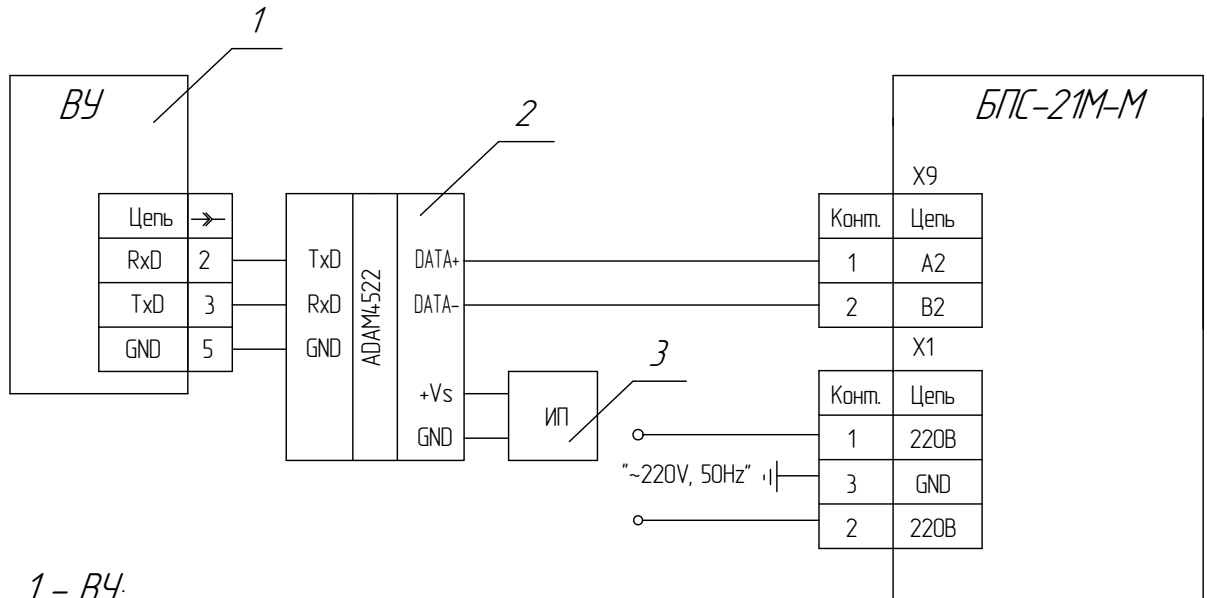 1
ВУ
БПС-21М-М
2
X9
Цепь
Конт. Цепь
RxD 2
TxD
DATA+
1 A2
TxD 3
RxD
DATA-
2 B2
GND 5
GND
ADAM4522
X1
3
+Vs
ИП
Конт. Цепь
GND
1 220В
"~220V, 50Hz"
3 GND
2 220В
1 – ВУ;